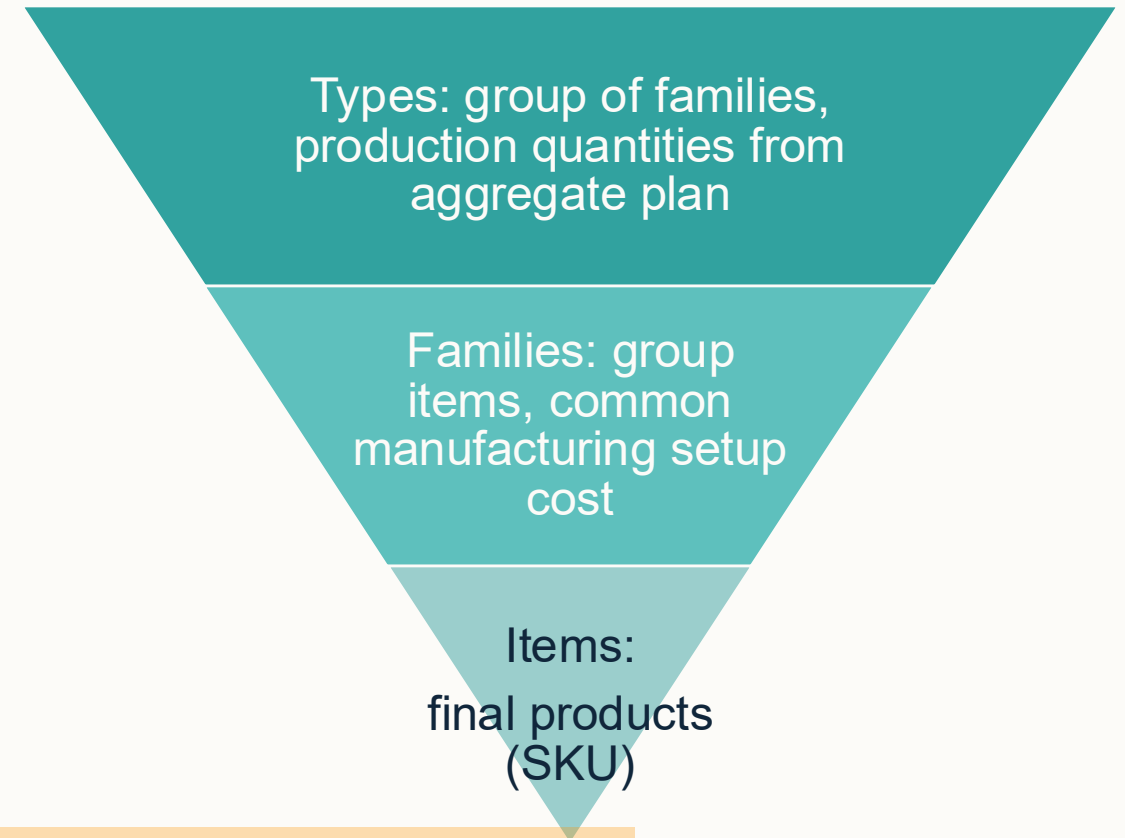 Types: group of families,
production quantities from
aggregate plan
Families: group
items, common
manufacturing setup
cost
Items:
final products
(SKU)